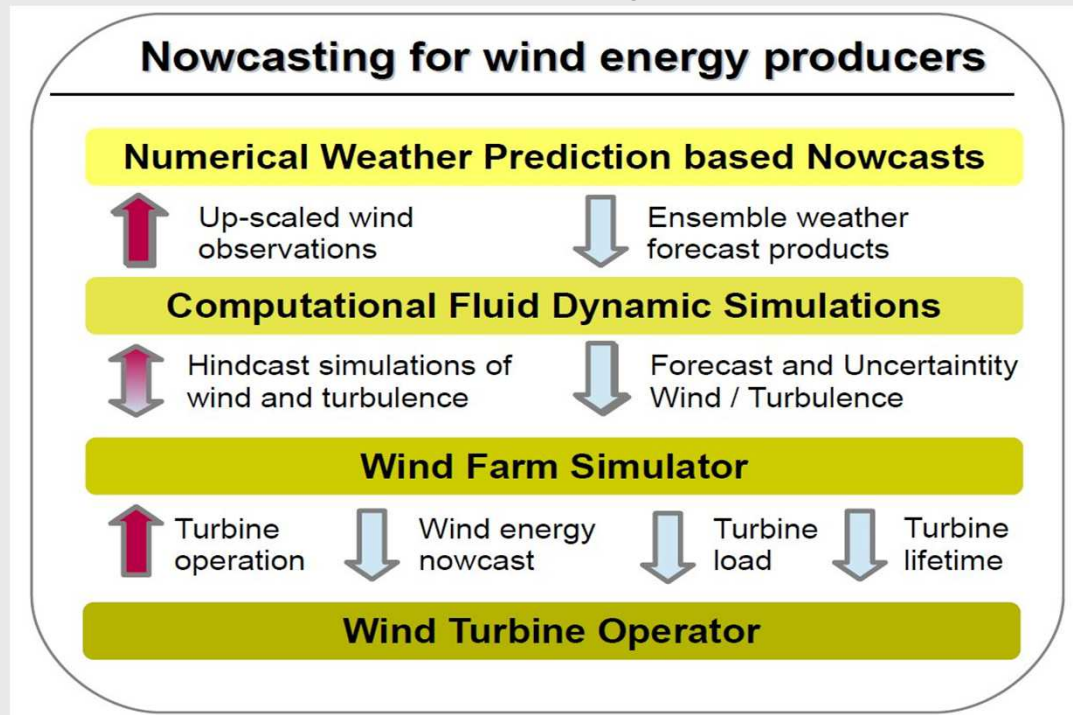 Nowcasting for wind energy producers
Numerical Weather Prediction based Nowcasts
Up-scaled wind
observations
Ensemble weather
forecast products
Computational Fluid Dynamic Simulations
Hindcast simulations of
wind and turbulence
Forecast and Uncertaintity
Wind / Turbulence
Wind Farm Simulator
Turbine
operation
Wind energy
nowcast
Turbine
load
Turbine
lifetime
Wind Turbine Operator